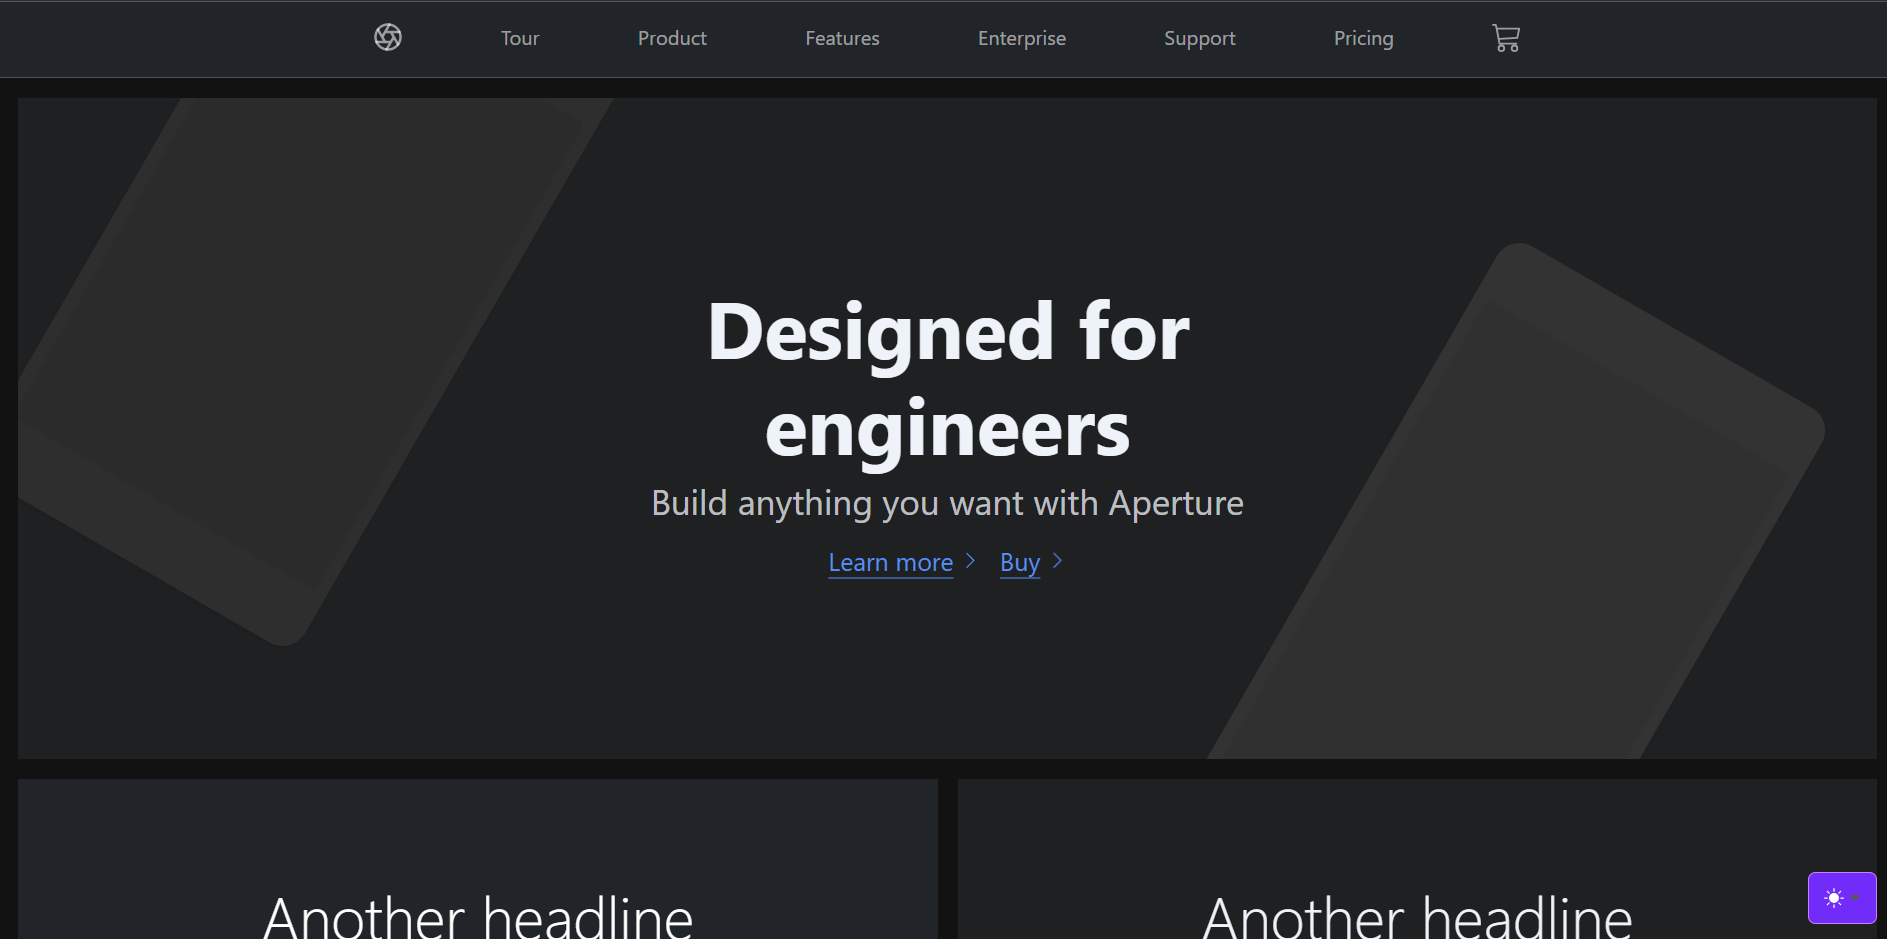 Tour Product Features Enterprise Support Pricing
Designed for
engineers
Build anything you want with Aperture
Learn more Buy
Another headline Another headline